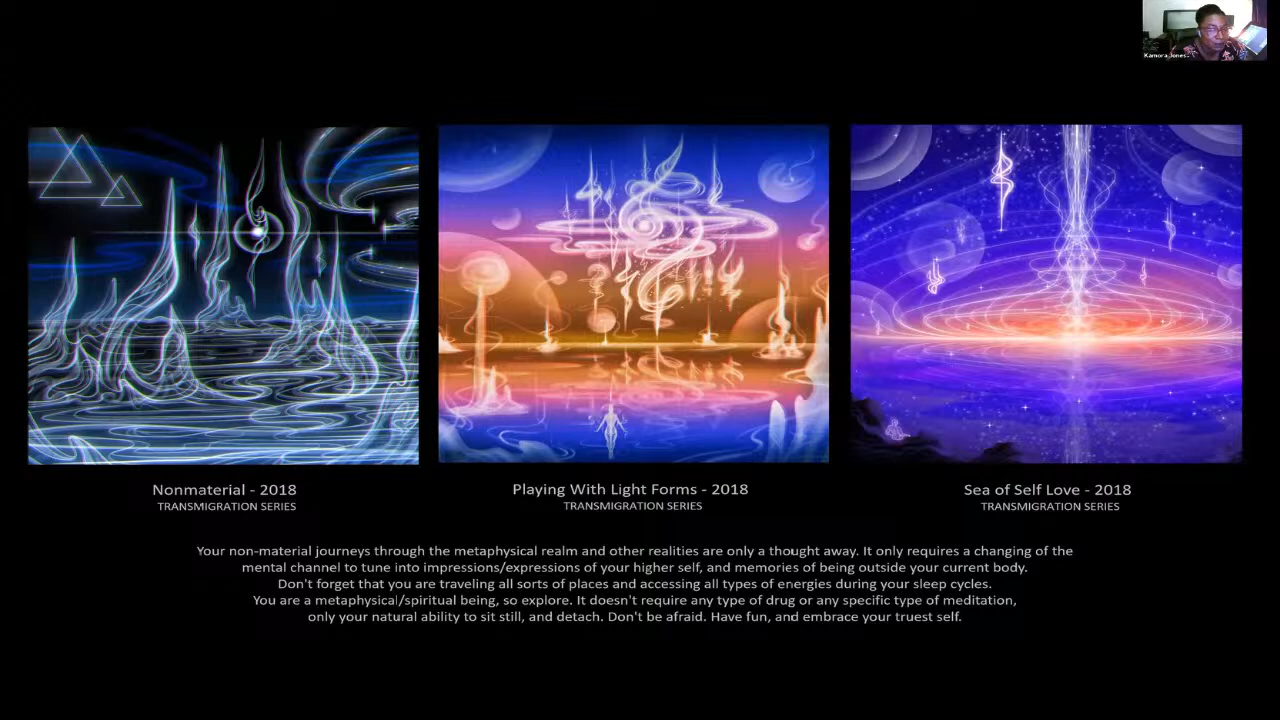 Kamora Jones
Nonmaterial - 2018
TRANSMIGRATION SERIES
Playing With Light Forms - 2018
TRANSMIGRATION SERIES
Sea of Self Love - 2018
TRANSMIGRATION SERIES
Your non-material journeys through the metaphysical realm and other realities are only a thought away. It only requires a changing of the
mental channel to tune into impressions/expressions of your higher self, and memories of being outside your current body.
Don't forget that you are traveling all sorts of places and accessing all types of energies during your sleep cycles.
You are a metaphysical/spiritual being, so explore. It doesn't require any type of drug or any specific type of meditation,
only your natural ability to sit still, and detach. Don't be afraid. Have fun, and embrace your truest self.